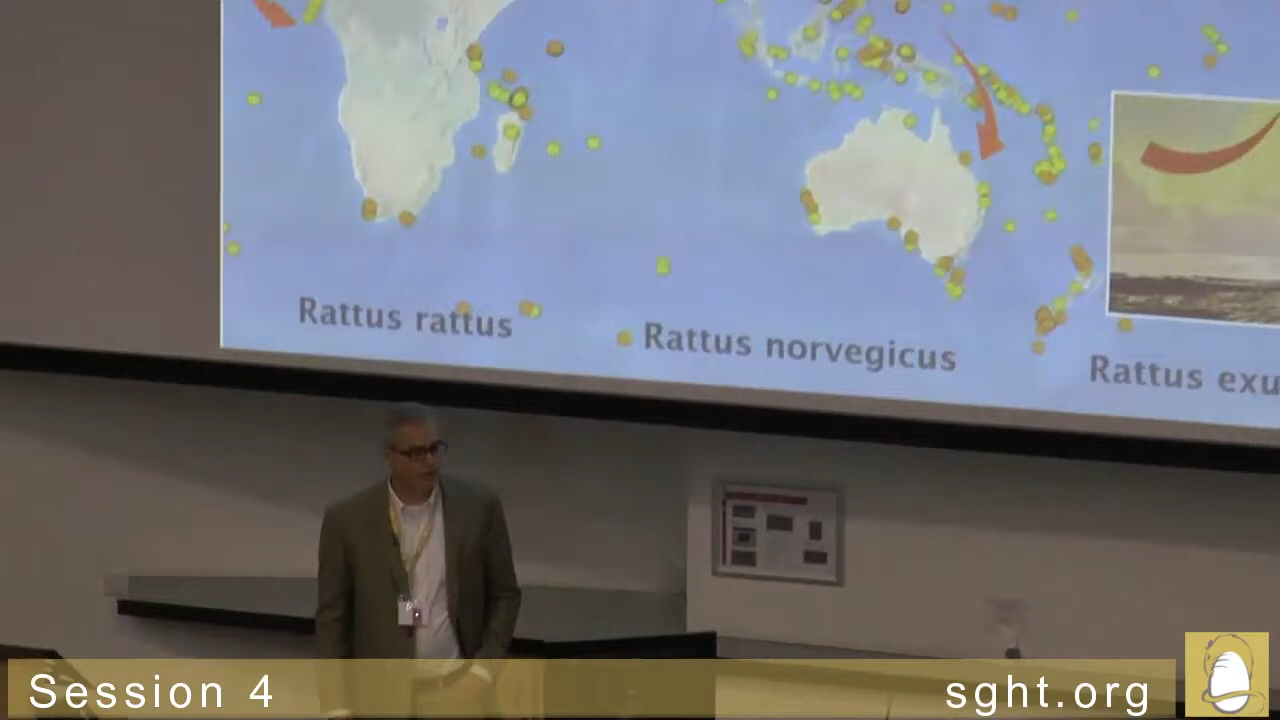 Rattus rattus
Rattus norvegicus
Rattus exu
Session 4
sght.org